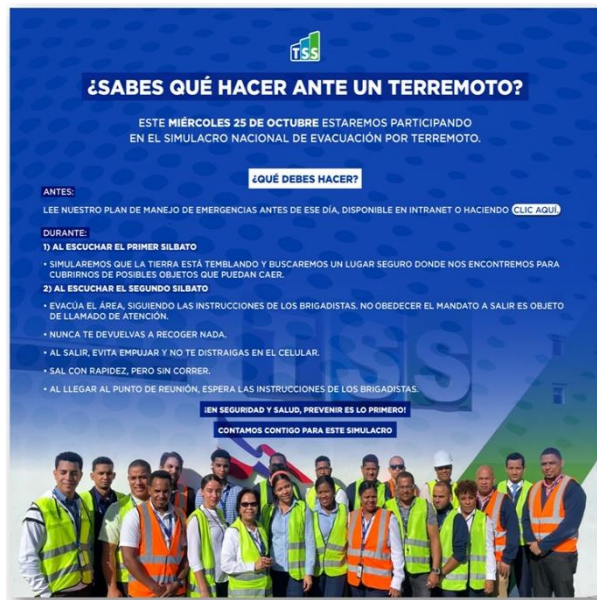 TSS
¿SABES QUÉ HACER ANTE UN TERREMOTO?
ESTE MIÉRCOLES 25 DE OCTUBRE ESTAREMOS PARTICIPANDO
EN EL SIMULACRO NACIONAL DE EVACUACIÓN POR TERREMOTO.
¿QUÉ DEBES HACER?
ANTES:
LEE NUESTRO PLAN DE MANEJO DE EMERGENCIAS ANTES DE ESE DÍA, DISPONIBLE EN INTRANET O HACIENDO CLIC AQUÍ.
DURANTE:
1) AL ESCUCHAR EL PRIMER SILBATO
• SIMULAREMOS QUE LA TIERRA ESTÁ TEMBLANDO Y BUSCAREMOS UN LUGAR SEGURO DONDE NOS ENCONTREMOS PARA
CUBRIRNOS DE POSIBLES OBJETOS QUE PUEDAN CAER.
2) AL ESCUCHAR EL SEGUNDO SILBATO
• EVACÚA EL ÁREA, SIGUIENDO LAS INSTRUCCIONES DE LOS BRIGADISTAS. NO OBEDECER EL MANDATO A SALIR ES OBJETO
DE LLAMADO DE ATENCIÓN.
• NUNCA TE DEVUELVAS A RECOGER NADA.
• AL SALIR, EVITA EMPUJAR Y NO TE DISTRAIGAS EN EL CELULAR.
• SAL CON RAPIDEZ, PERO SIN CORRER.
• AL LLEGAR AL PUNTO DE REUNIÓN, ESPERA LAS INSTRUCCIONES DE LOS BRIGADISTAS.
TSS
¡EN SEGURIDAD Y SALUD, PREVENIR ES LO PRIMERO!
CONTAMOS CONTIGO PARA ESTE SIMULACRO